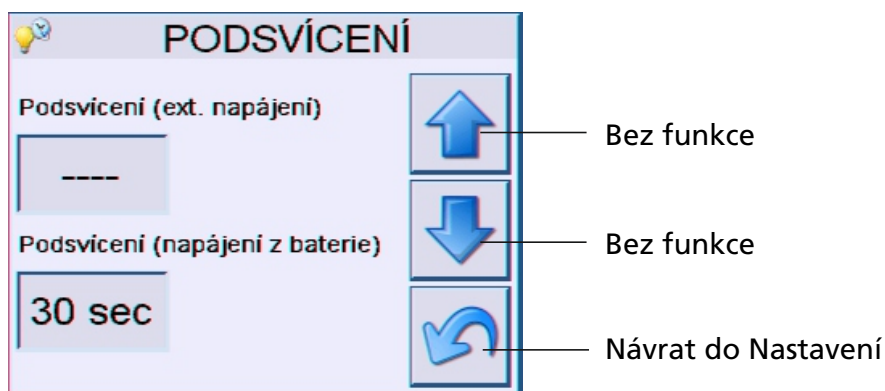 PODSVÍCENÍ
Podsvícení (ext. napájení)
----
Bez funkce
Podsvícení (napájení z baterie)
Bez funkce
30 sec
Návrat do Nastavení